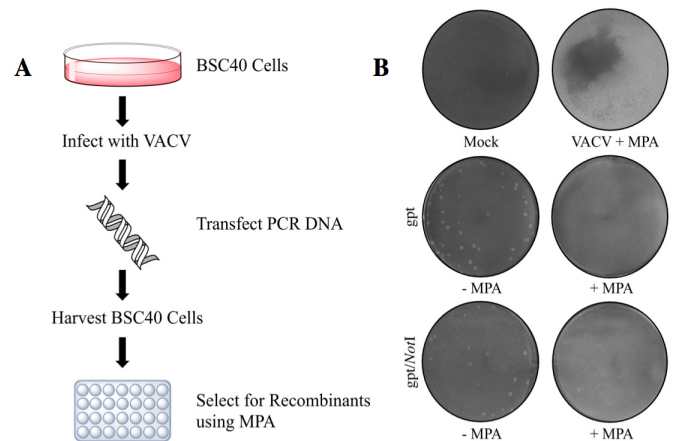 A
BSC40 Cells
Infect with VACV
Transfect PCR DNA
Harvest BSC40 Cells
Select for Recombinants
using MPA
B
Mock
VACV + MPA
gpt
- MPA
+ MPA
gpt/NotI
- MPA
+ MPA